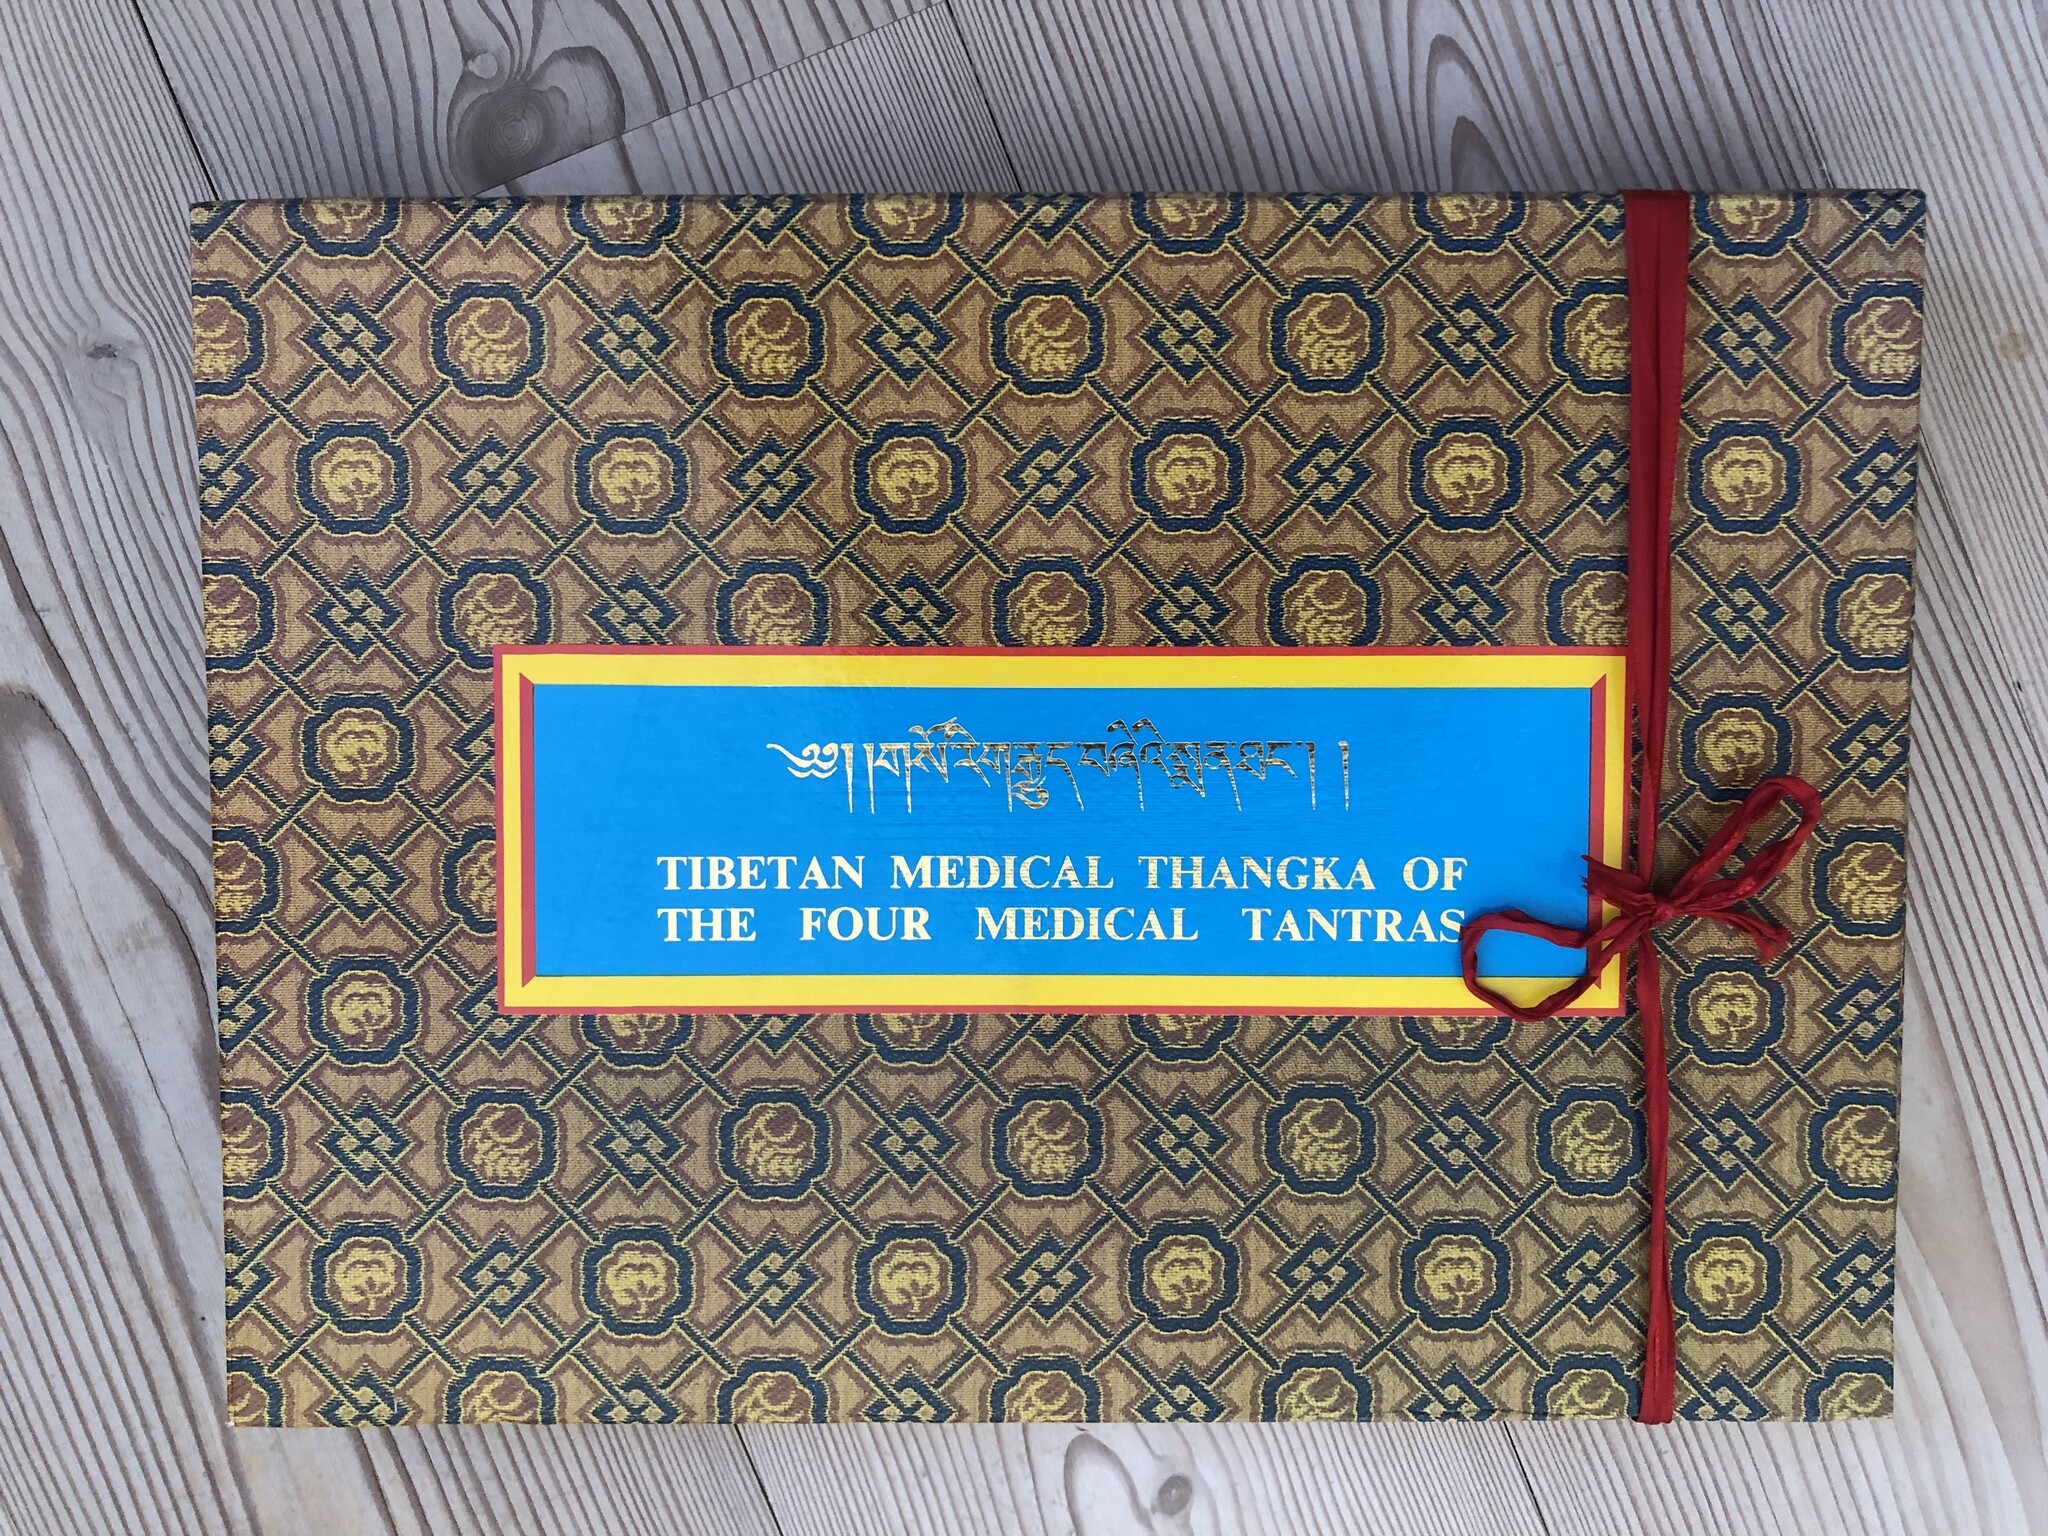 ༄༅། །གསོ་རིག་རྒྱུད་བཞིའི་སྨན་ཐང་། །
TIBETAN MEDICAL THANGKA OF
THE FOUR MEDICAL TANTRAS